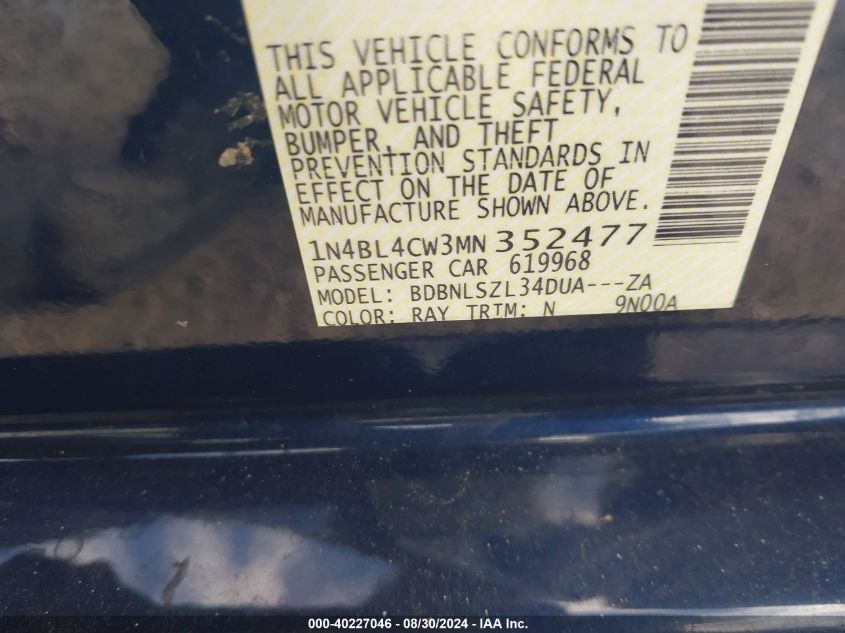 THIS VEHICLE CONFORMS TO
ALL APPLICABLE FEDERAL
MOTOR VEHICLE SAFETY,
BUMPER, AND THEFT
PREVENTION STANDARDS IN
EFFECT ON THE DATE OF
MANUFACTURE SHOWN ABOVE.
1N4BL4CW3MN352477
PASSENGER CAR 619968
MODEL: BDBNLSZL34DUA---ZA
COLOR: RAY TRIM: N 9N00A
000-40227046 - 08/30/2024 - IAA Inc.